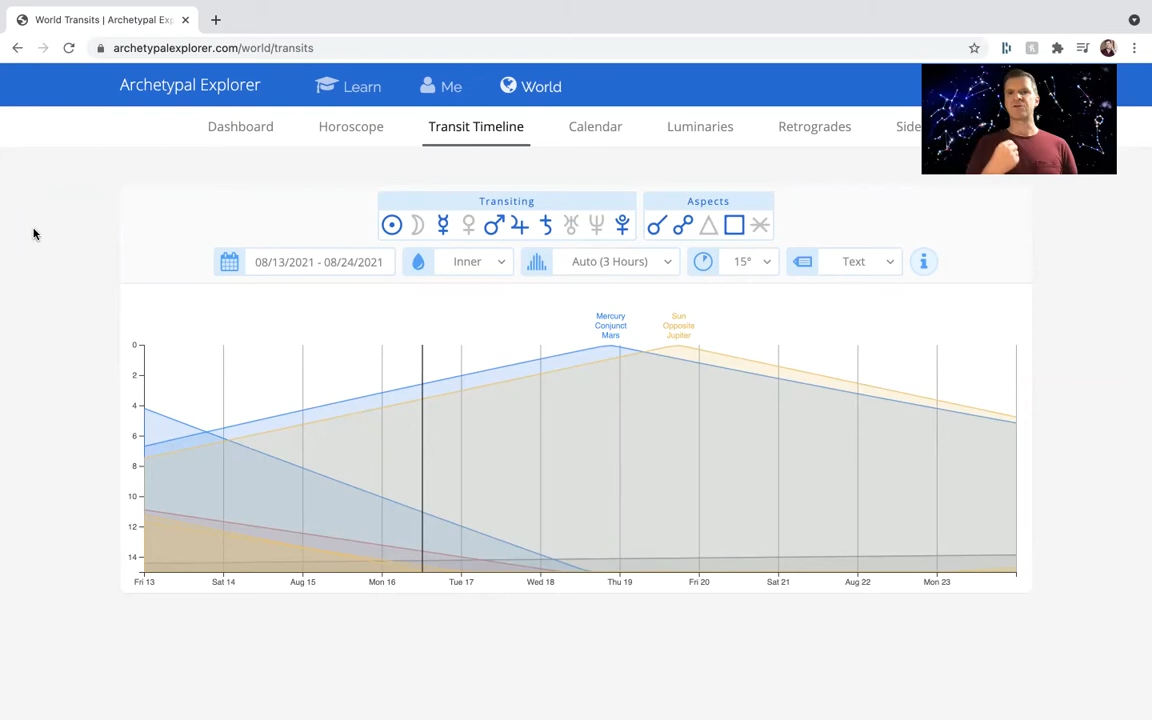 World Transits | Archetypal Exp
archetypalexplorer.com/world/transits
Archetypal Explorer
Learn
Me
World
Dashboard
Horoscope
Transit Timeline
Calendar
Luminaries
Retrogrades
Side
Transiting
Aspects
08/13/2021 - 08/24/2021
Inner
Auto (3 Hours)
15°
Text
Mercury
Conjunct
Mars
Sun
Opposite
Jupiter
0
2
4
6
8
10
12
14
Fri 13
Sat 14
Aug 15
Mon 16
Tue 17
Wed 18
Thu 19
Fri 20
Sat 21
Aug 22
Mon 23